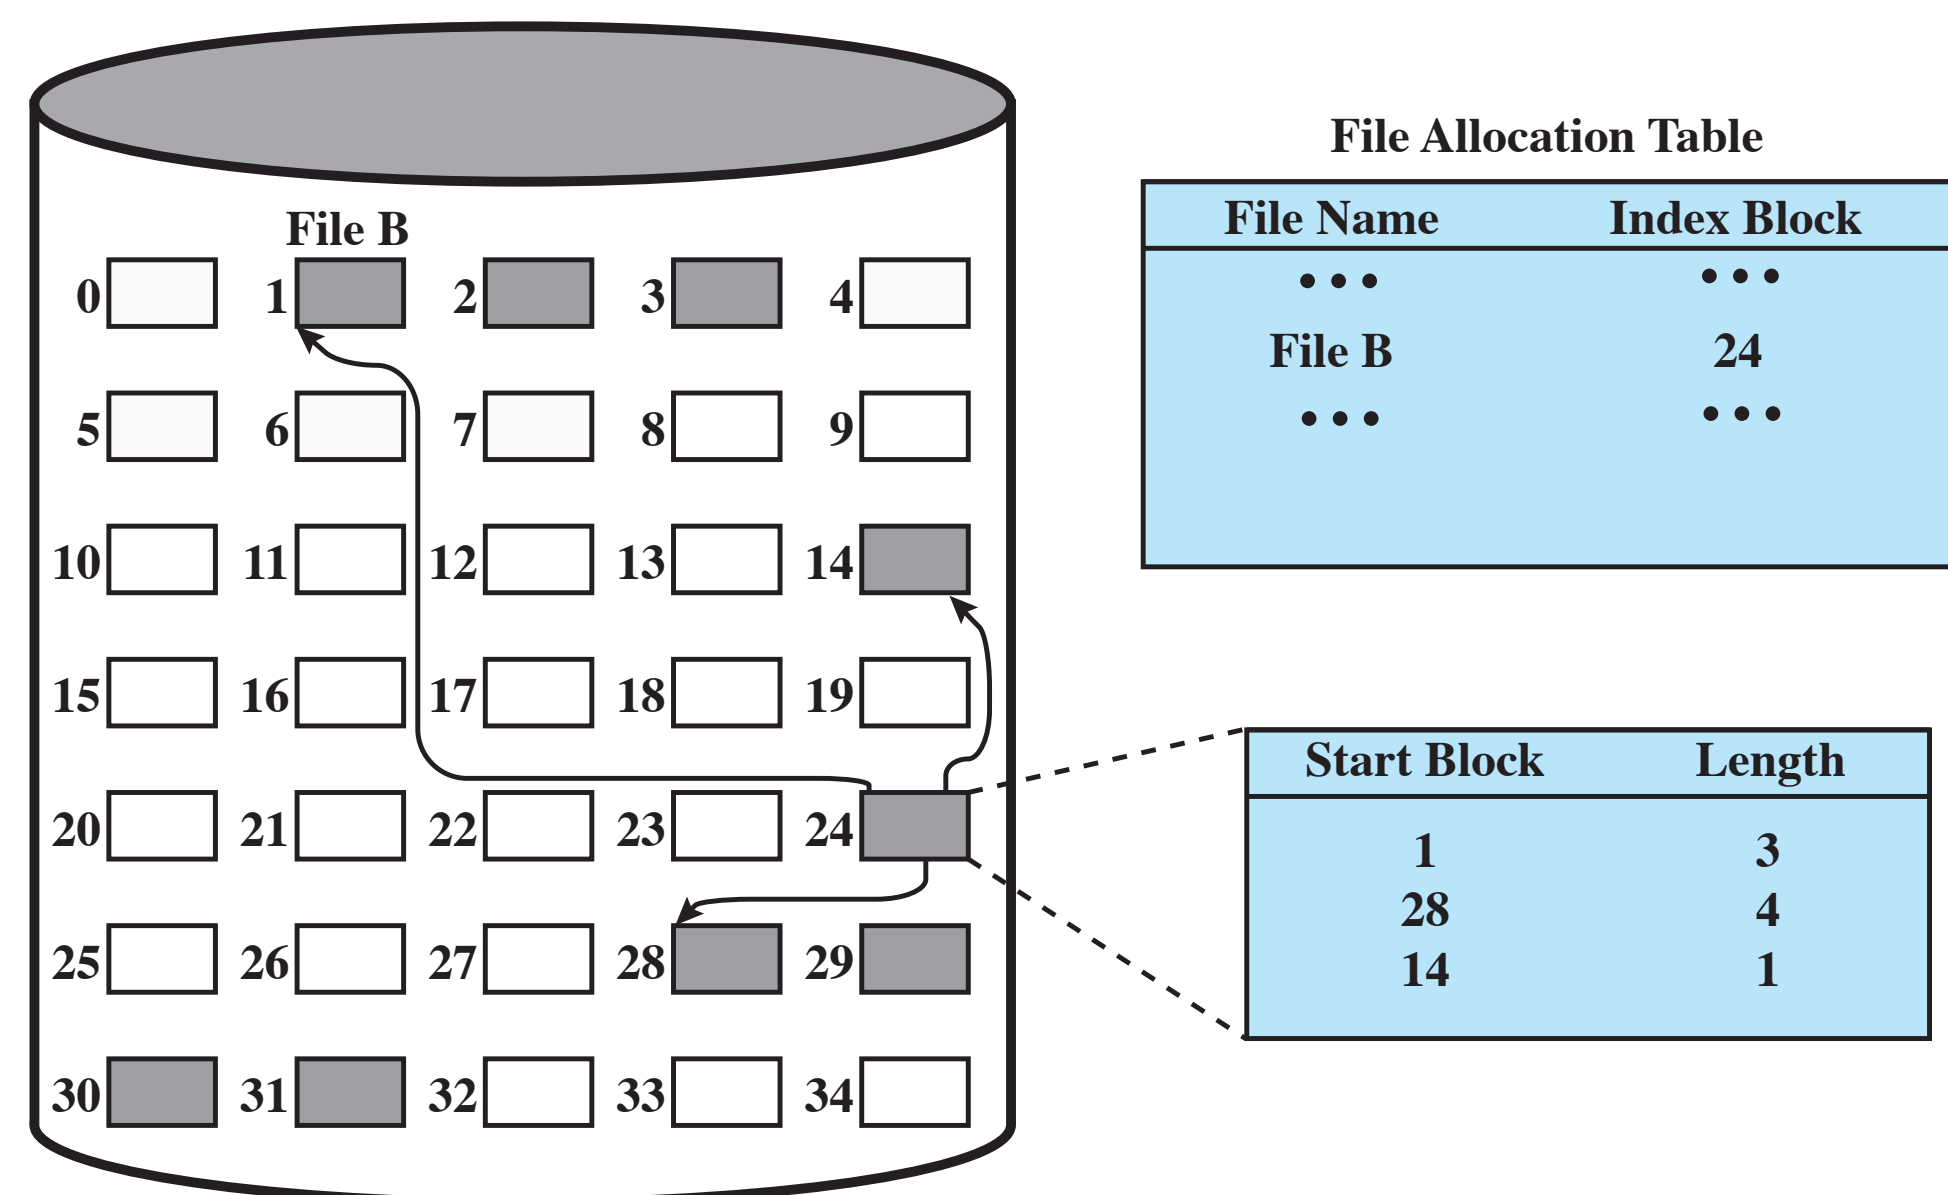 File B
0 1 2 3 4
5 6 7 8 9
10 11 12 13 14
15 16 17 18 19
20 21 22 23 24
25 26 27 28 29
30 31 32 33 34
File Allocation Table
File Name Index Block
••• •••
File B 24
••• •••
Start Block Length
1 3
28 4
14 1